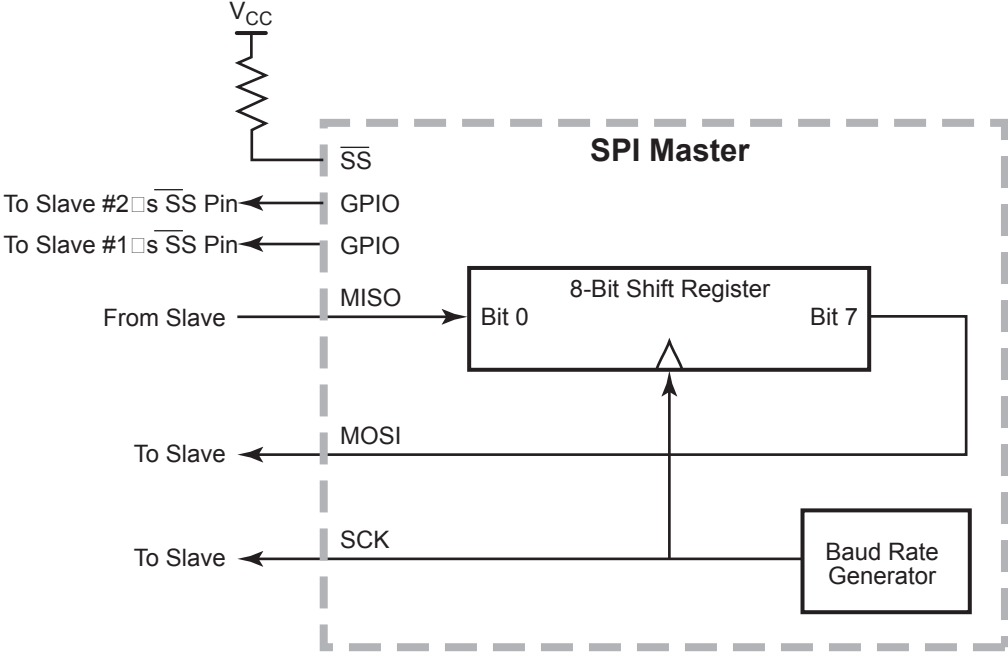 VCC
SPI Master
SS
To Slave #2□s SS Pin
GPIO
To Slave #1□s SS Pin
GPIO
MISO
8-Bit Shift Register
From Slave
Bit 0
Bit 7
MOSI
To Slave
SCK
To Slave
Baud Rate
Generator